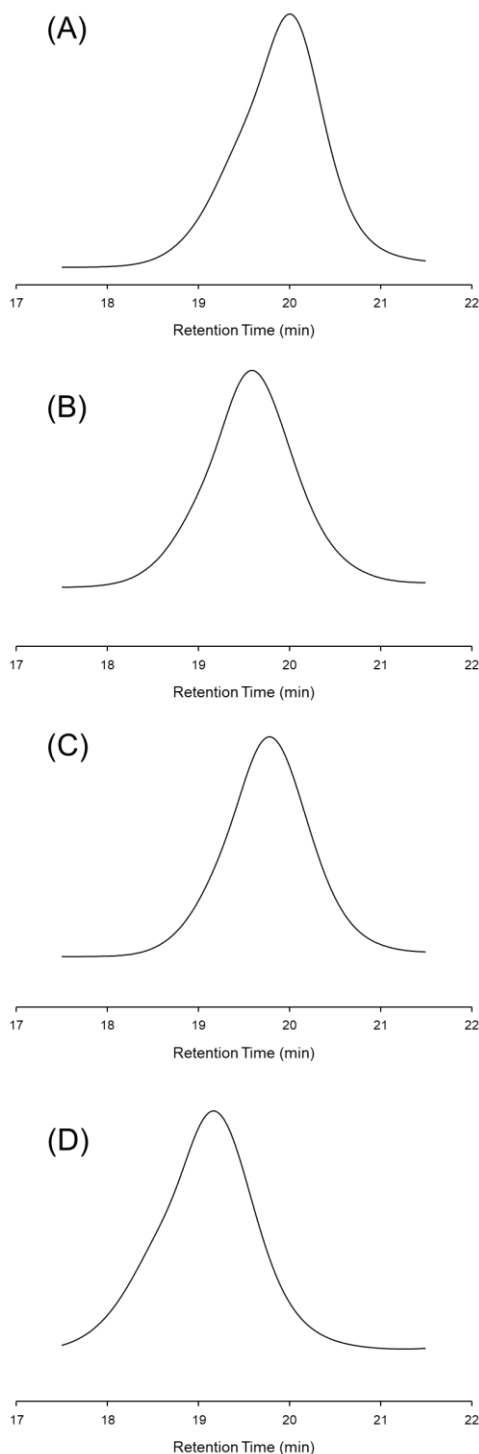 (A)
17 18 19 20 21 22
Retention Time (min)
(B)
17 18 19 20 21 22
Retention Time (min)
(C)
17 18 19 20 21 22
Retention Time (min)
(D)
17 18 19 20 21 22
Retention Time (min)